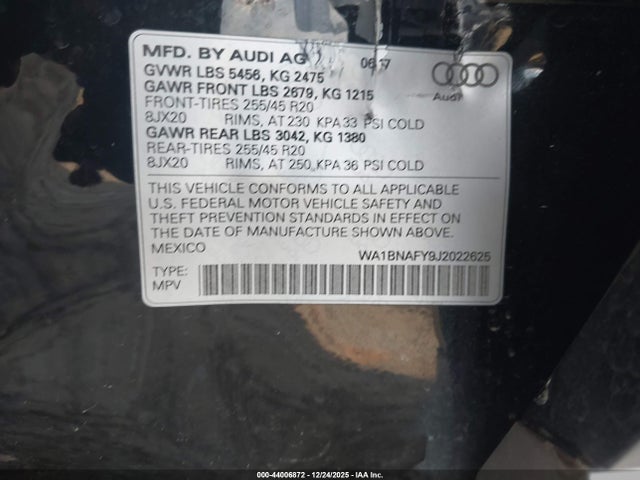 MFD. BY AUDI AG 06/17
GVWR LBS 5456, KG 2475
GAWR FRONT LBS 2679, KG 1215
Audi
FRONT-TIRES 255/45 R20
8JX20 RIMS, AT 230 KPA 33 PSI COLD
GAWR REAR LBS 3042, KG 1380
REAR-TIRES 255/45 R20
8JX20 RIMS, AT 250 KPA 36 PSI COLD
THIS VEHICLE CONFORMS TO ALL APPLICABLE
U.S. FEDERAL MOTOR VEHICLE SAFETY AND
THEFT PREVENTION STANDARDS IN EFFECT ON
THE DATE OF MANUFACTURE SHOWN ABOVE.
MEXICO WA1BNAFY9J2022625
TYPE:
MPV
000-44006872 - 12/24/2025 - IAA Inc.